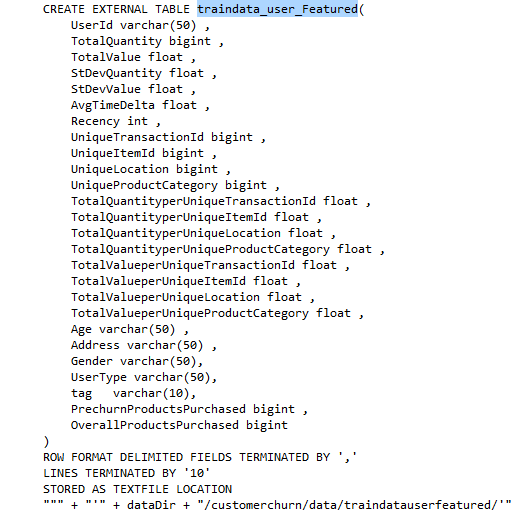 CREATE EXTERNAL TABLE traindata_user_Featured(
UserId varchar(50) ,
TotalQuantity bigint ,
TotalValue float ,
StDevQuantity float ,
StDevValue float ,
AvgTimeDelta float ,
Recency int ,
UniqueTransactionId bigint ,
UniqueItemId bigint ,
UniqueLocation bigint ,
UniqueProductCategory bigint ,
TotalQuantityperUniqueTransactionId float ,
TotalQuantityperUniqueItemId float ,
TotalQuantityperUniqueLocation float ,
TotalQuantityperUniqueProductCategory float ,
TotalValueperUniqueTransactionId float ,
TotalValueperUniqueItemId float ,
TotalValueperUniqueLocation float ,
TotalValueperUniqueProductCategory float ,
Age varchar(50) ,
Address varchar(50) ,
Gender varchar(50),
UserType varchar(50),
tag   varchar(10),
PrechurnProductsPurchased bigint ,
OverallProductsPurchased bigint
)
ROW FORMAT DELIMITED FIELDS TERMINATED BY ','
LINES TERMINATED BY '10'
STORED AS TEXTFILE LOCATION
""" + "'" + dataDir + "/customerchurn/data/traindatauserfeatured/'"